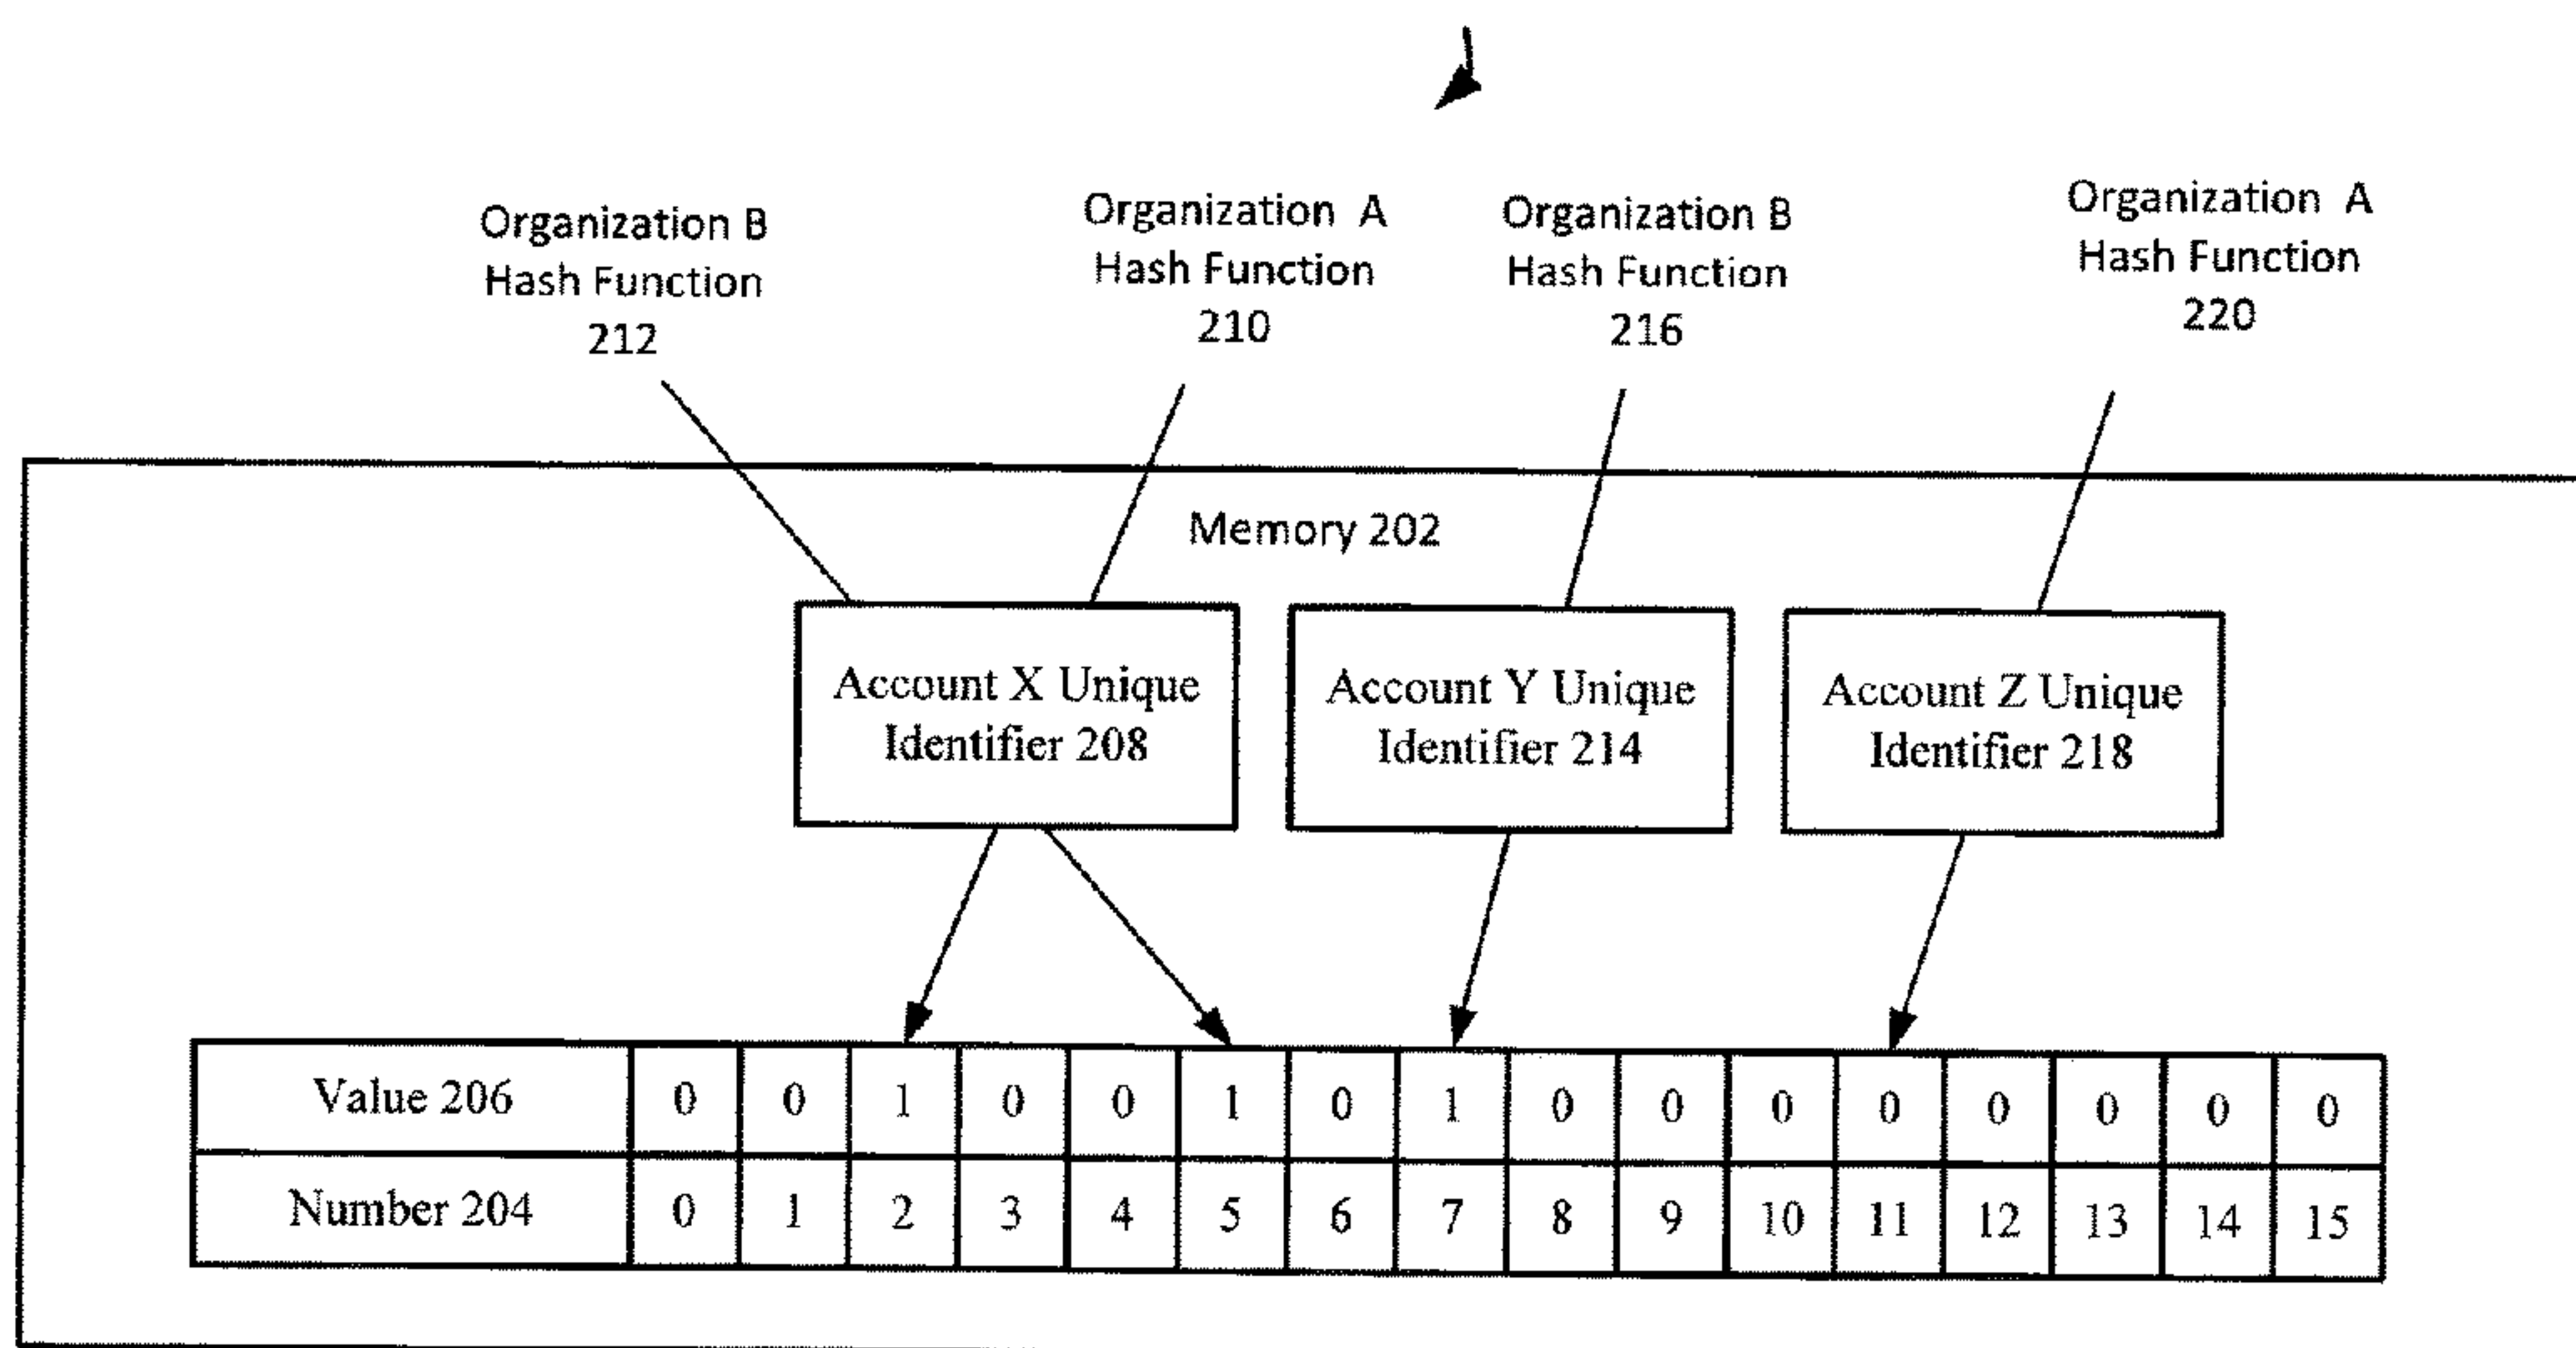 Organization B
Hash Function
212
Organization A
Hash Function
210
Organization B
Hash Function
216
Organization A
Hash Function
220
Memory 202
Account X Unique
Identifier 208
Account Y Unique
Identifier 214
Account Z Unique
Identifier 218
Value 206 0 0 1 0 0 1 0 1 0 0 0 0 0 0 0 0
Number 204 0 1 2 3 4 5 6 7 8 9 10 11 12 13 14 15